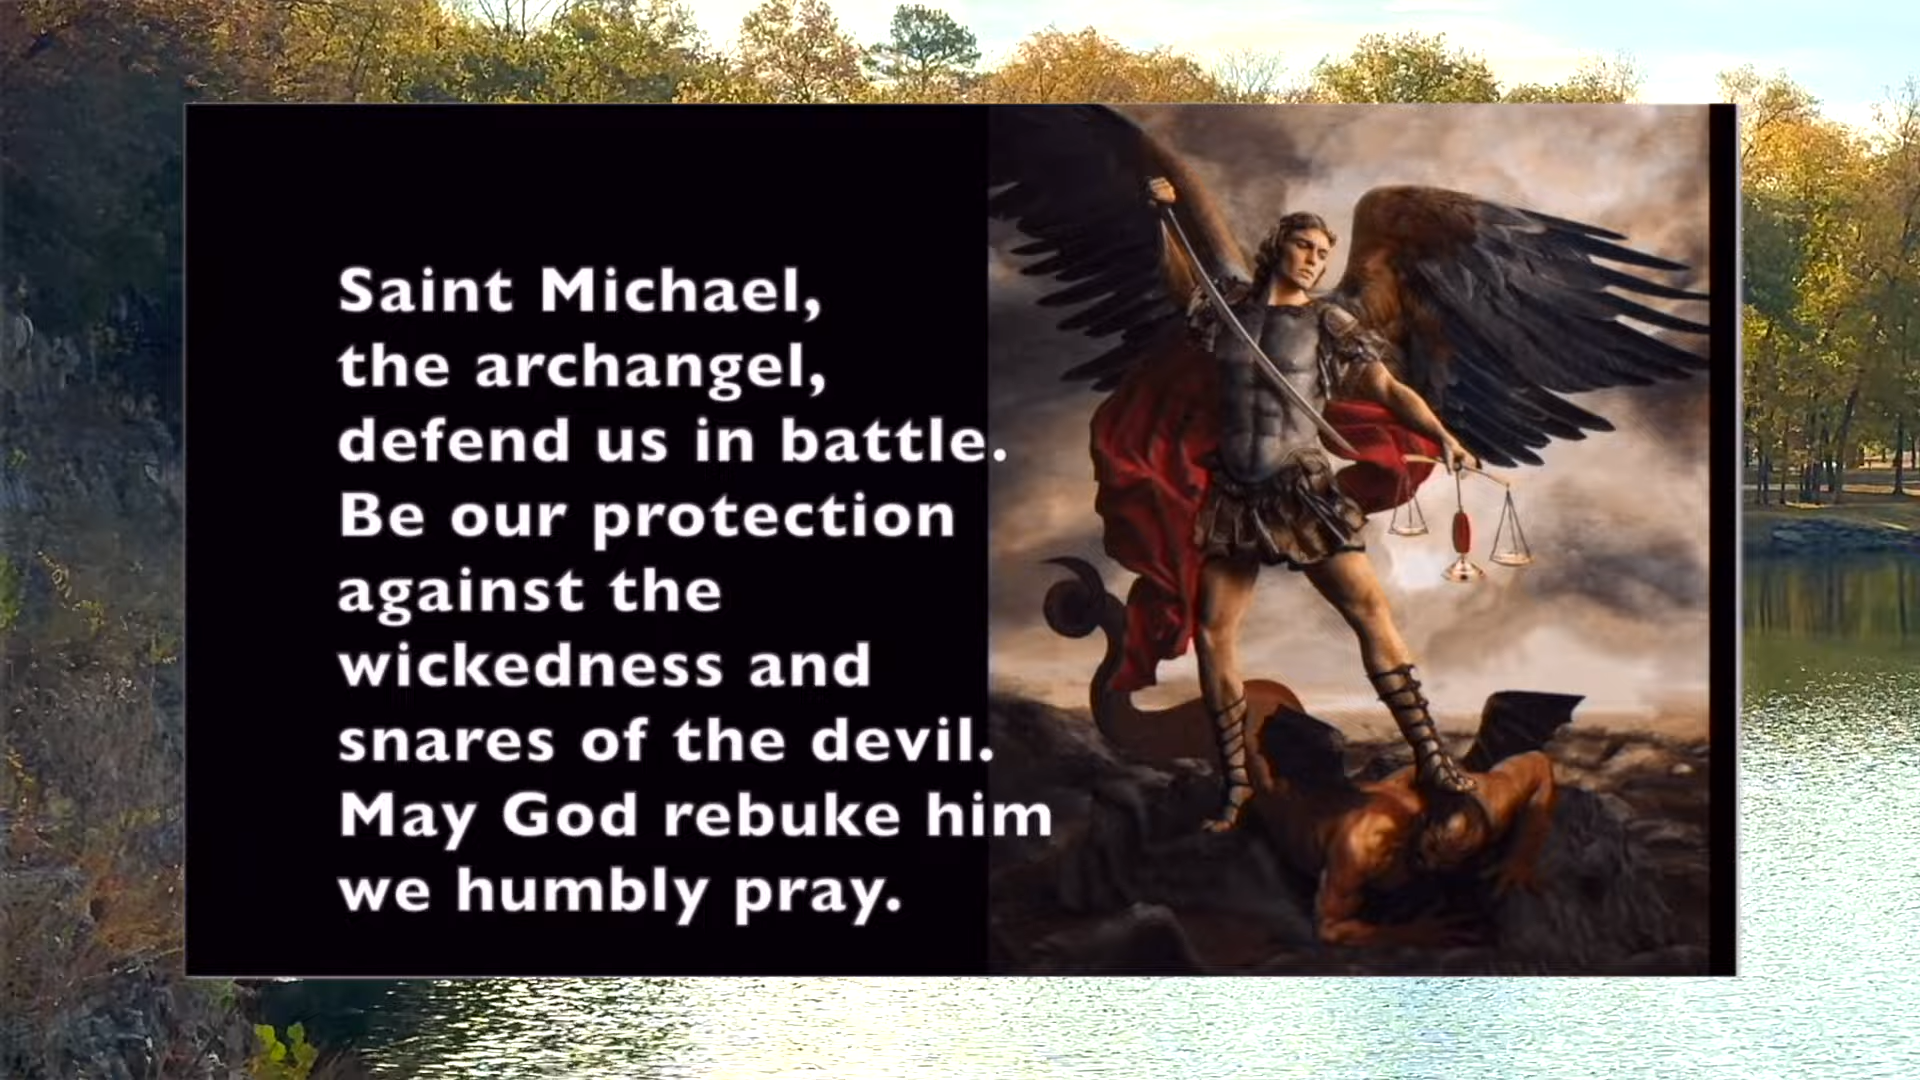 Saint Michael,
the archangel,
defend us in battle.
Be our protection
against the
wickedness and
snares of the devil.
May God rebuke him
we humbly pray.